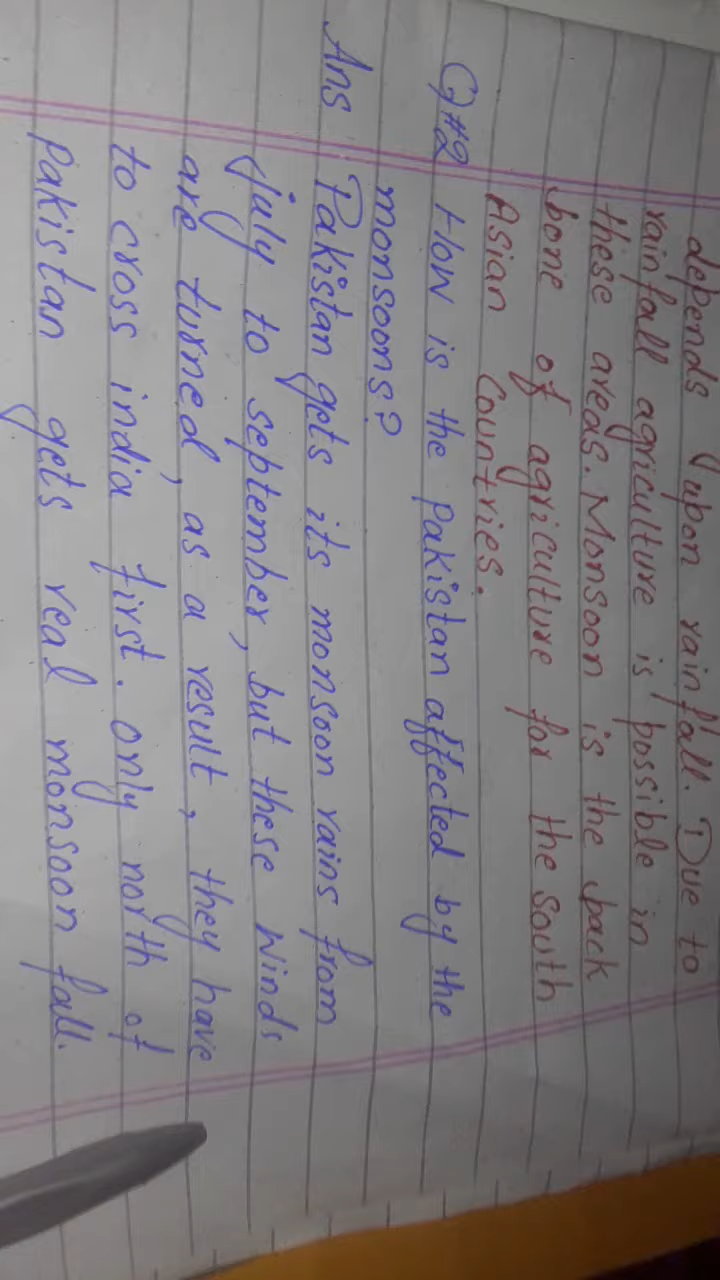 depends upon rainfall. Due to
rainfall agriculture is possible in
these areas. Monsoon is the back
bone of agriculture for the south
Asian countries.
Q#2 How is the pakistan affected by the
monsoons?
Ans Pakistan gets its monsoon rains from
july to september, but these winds
are turned, as a result, they have
to cross india first. only north of
pakistan gets real monsoon fall.